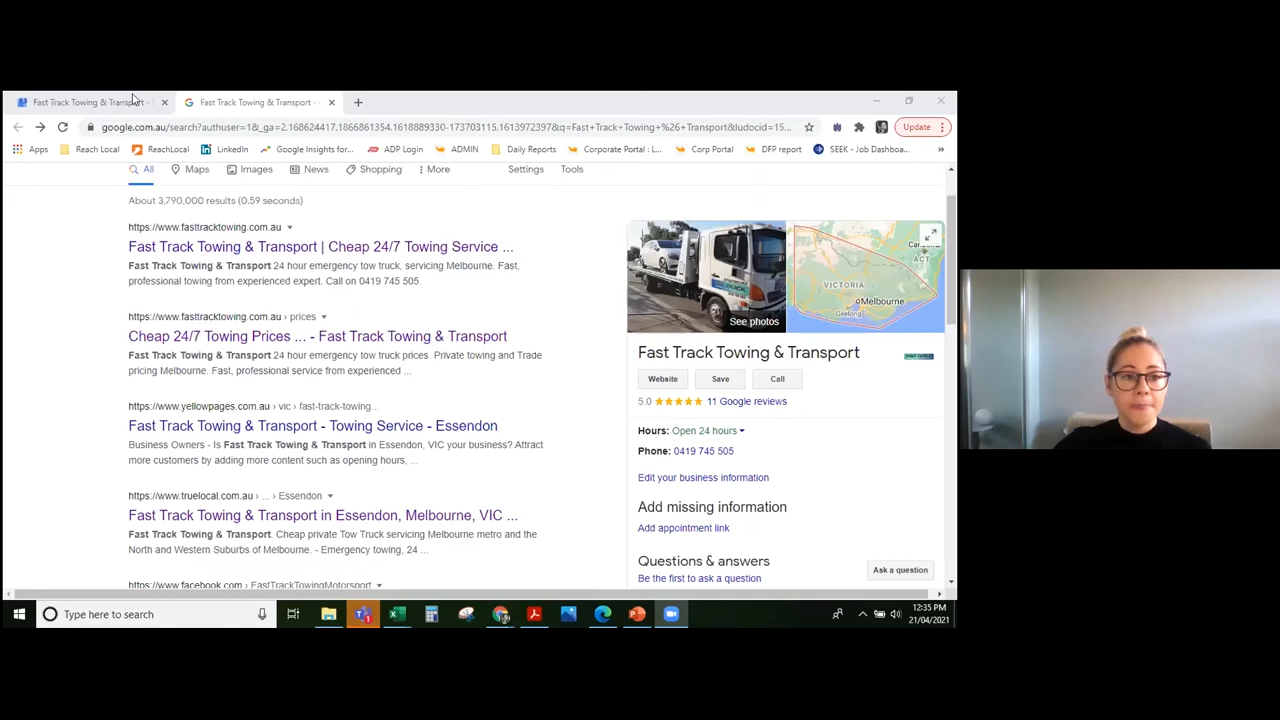 Fast Track Towing & Transport -
Fast Track Towing & Transport -
google.com.au/search?authuser=1&_ga=2.168624417.1866861354.1618889330-173703115.1613972397&q=Fast+Track+Towing+%26+Transport&ludocid=15...
Update
Apps
Reach Local
ReachLocal
LinkedIn
Google Insights for...
ADP Login
ADMIN
Daily Reports
Corporate Portal : L...
Corp Portal
DFP report
SEEK - Job Dashboa...
»
All
Maps
Images
News
Shopping
More
Settings
Tools
About 3,790,000 results (0.59 seconds)
https://www.fasttracktowing.com.au
Fast Track Towing & Transport | Cheap 24/7 Towing Service ...
Fast Track Towing & Transport 24 hour emergency tow truck, servicing Melbourne. Fast,
professional towing from experienced expert. Call on 0419 745 505.
https://www.fasttracktowing.com.au › prices
Cheap 24/7 Towing Prices ... - Fast Track Towing & Transport
Fast Track Towing & Transport 24 hour emergency tow truck prices. Private towing and Trade
pricing Melbourne. Fast, professional service from experienced ...
https://www.yellowpages.com.au › vic › fast-track-towing...
Fast Track Towing & Transport - Towing Service - Essendon
Business Owners - Is Fast Track Towing & Transport in Essendon, VIC your business? Attract
more customers by adding more content such as opening hours, ...
https://www.truelocal.com.au › ... › Essendon
Fast Track Towing & Transport in Essendon, Melbourne, VIC ...
Fast Track Towing & Transport. Cheap private Tow Truck servicing Melbourne metro and the
North and Western Suburbs of Melbourne. - Emergency towing, 24 ...
https://www.facebook.com › EastTrackTowingMotorsport
See photos
ACT
VICTORIA
Melbourne
Geelong
Fast Track Towing & Transport
Website
Save
Call
5.0
11 Google reviews
Hours: Open 24 hours
Phone: 0419 745 505
Edit your business information
Add missing information
Add appointment link
Questions & answers
Be the first to ask a question
Ask a question
Type here to search
12:35 PM
21/04/2021